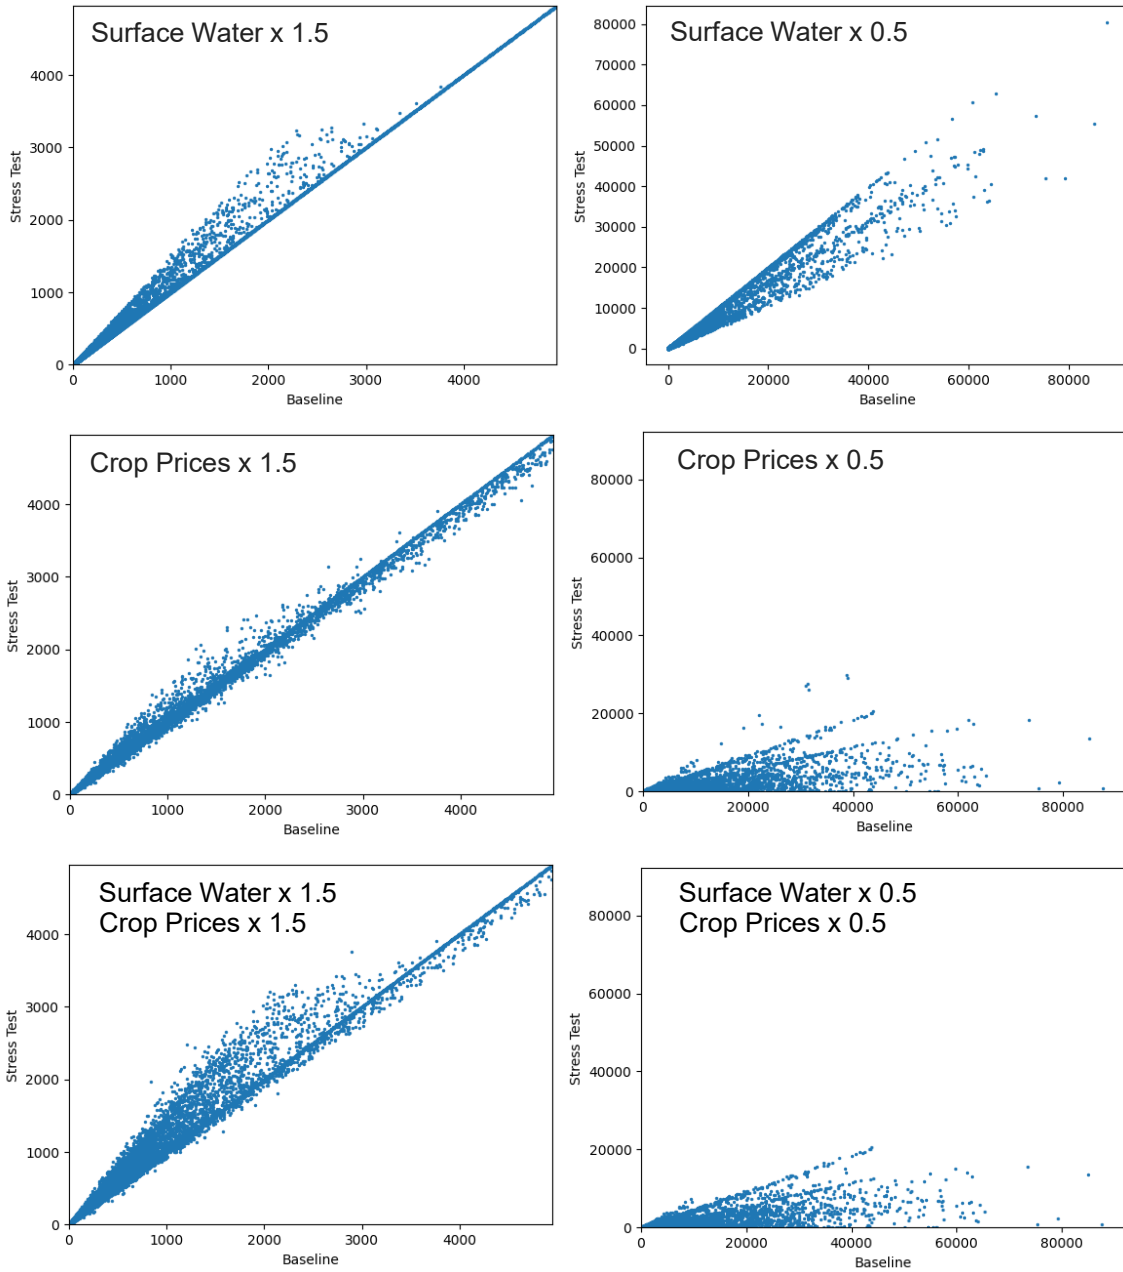 Surface Water x 1.5
4000
3000
2000
1000
0
Stress Test
0 1000 2000 3000 4000
Baseline
Surface Water x 0.5
80000
70000
60000
50000
40000
30000
20000
10000
0
Stress Test
0 20000 40000 60000 80000
Baseline
Crop Prices x 1.5
4000
3000
2000
1000
0
Stress Test
0 1000 2000 3000 4000
Baseline
Crop Prices x 0.5
80000
60000
40000
20000
0
Stress Test
0 20000 40000 60000 80000
Baseline
Surface Water x 1.5
Crop Prices x 1.5
4000
3000
2000
1000
0
Stress Test
0 1000 2000 3000 4000
Baseline
Surface Water x 0.5
Crop Prices x 0.5
80000
60000
40000
20000
0
Stress Test
0 20000 40000 60000 80000
Baseline